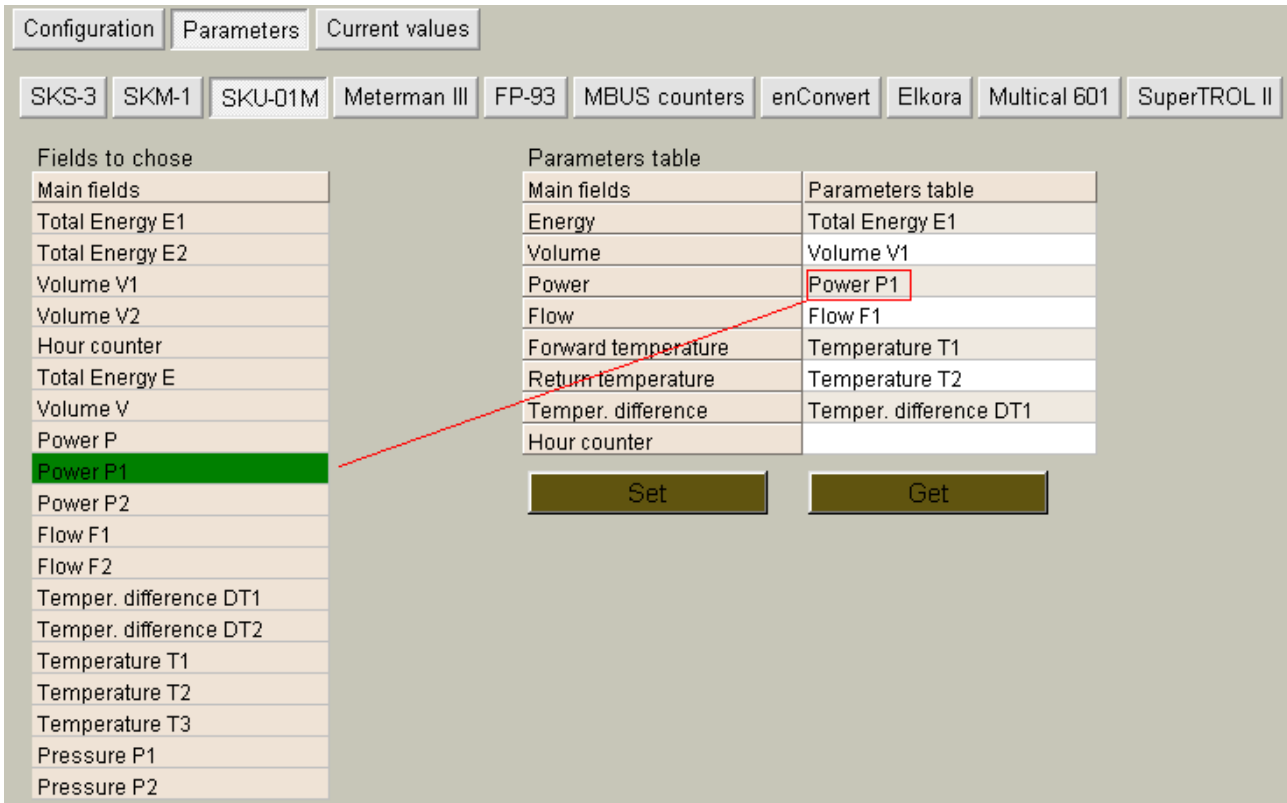 Configuration Parameters Current values
SKS-3 SKM-1 SKU-01M Meterman III FP-93 MBUS counters enConvert Elkora Multical 601 SuperTROL II
Fields to chose
Main fields
Total Energy E1
Total Energy E2
Volume V1
Volume V2
Hour counter
Total Energy E
Volume V
Power P
Power P1
Power P2
Flow F1
Flow F2
Temper. difference DT1
Temper. difference DT2
Temperature T1
Temperature T2
Temperature T3
Pressure P1
Pressure P2
Parameters table
Main fields Parameters table
Energy Total Energy E1
Volume Volume V1
Power Power P1
Flow Flow F1
Forward temperature Temperature T1
Return temperature Temperature T2
Temper. difference Temper. difference DT1
Hour counter
Set Get